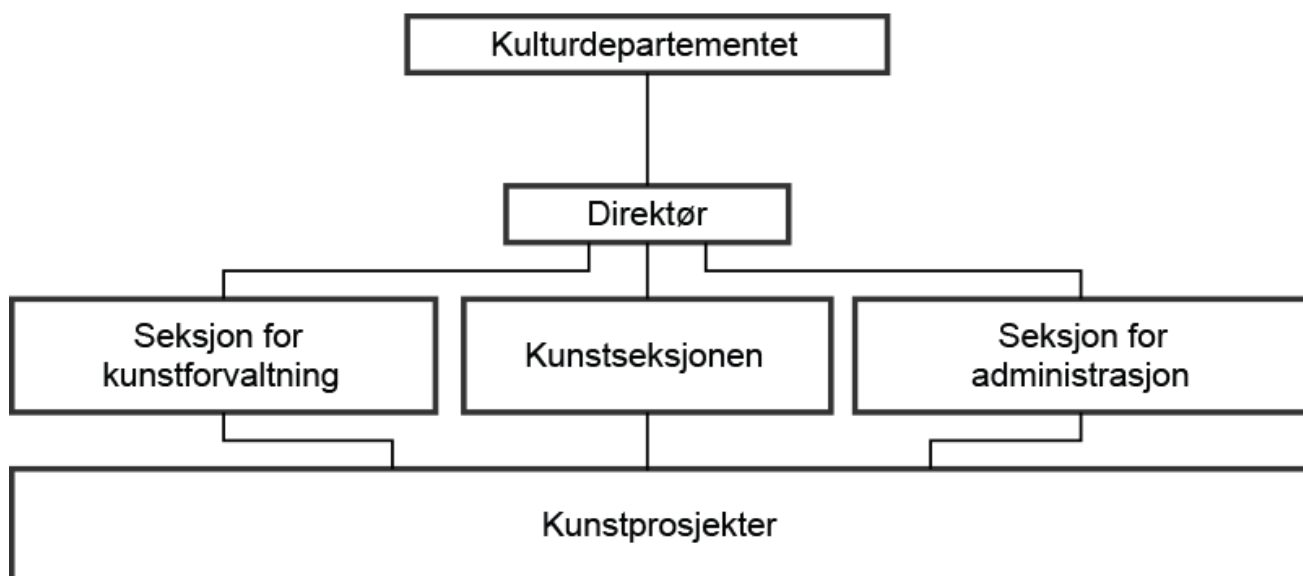 Kulturdepartementet
Direktør
Seksjon for
kunstforvaltning
Kunstseksjonen
Seksjon for
administrasjon
Kunstprosjekter